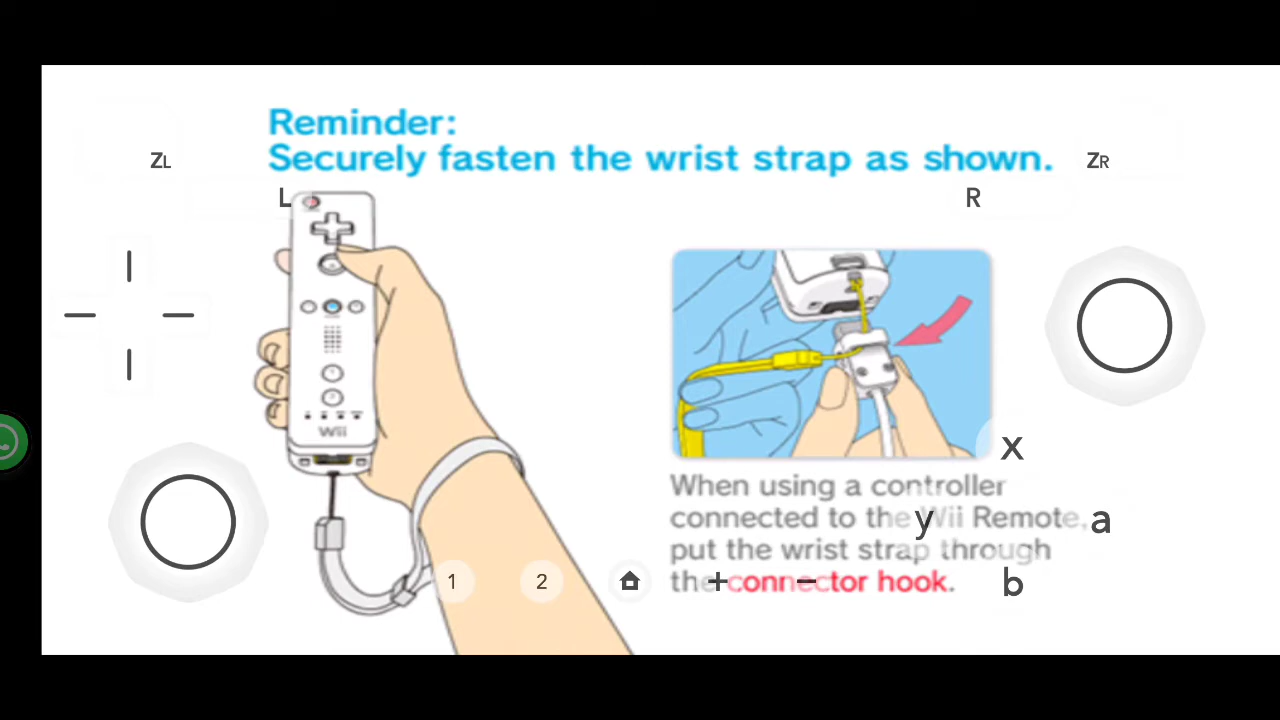 Reminder:
Securely fasten the wrist strap as shown.
ZL
ZR
L
R
Wii
When using a controller
connected to the Wii Remote,
put the wrist strap through
the connector hook.
x
y
a
b
1
2
+
−